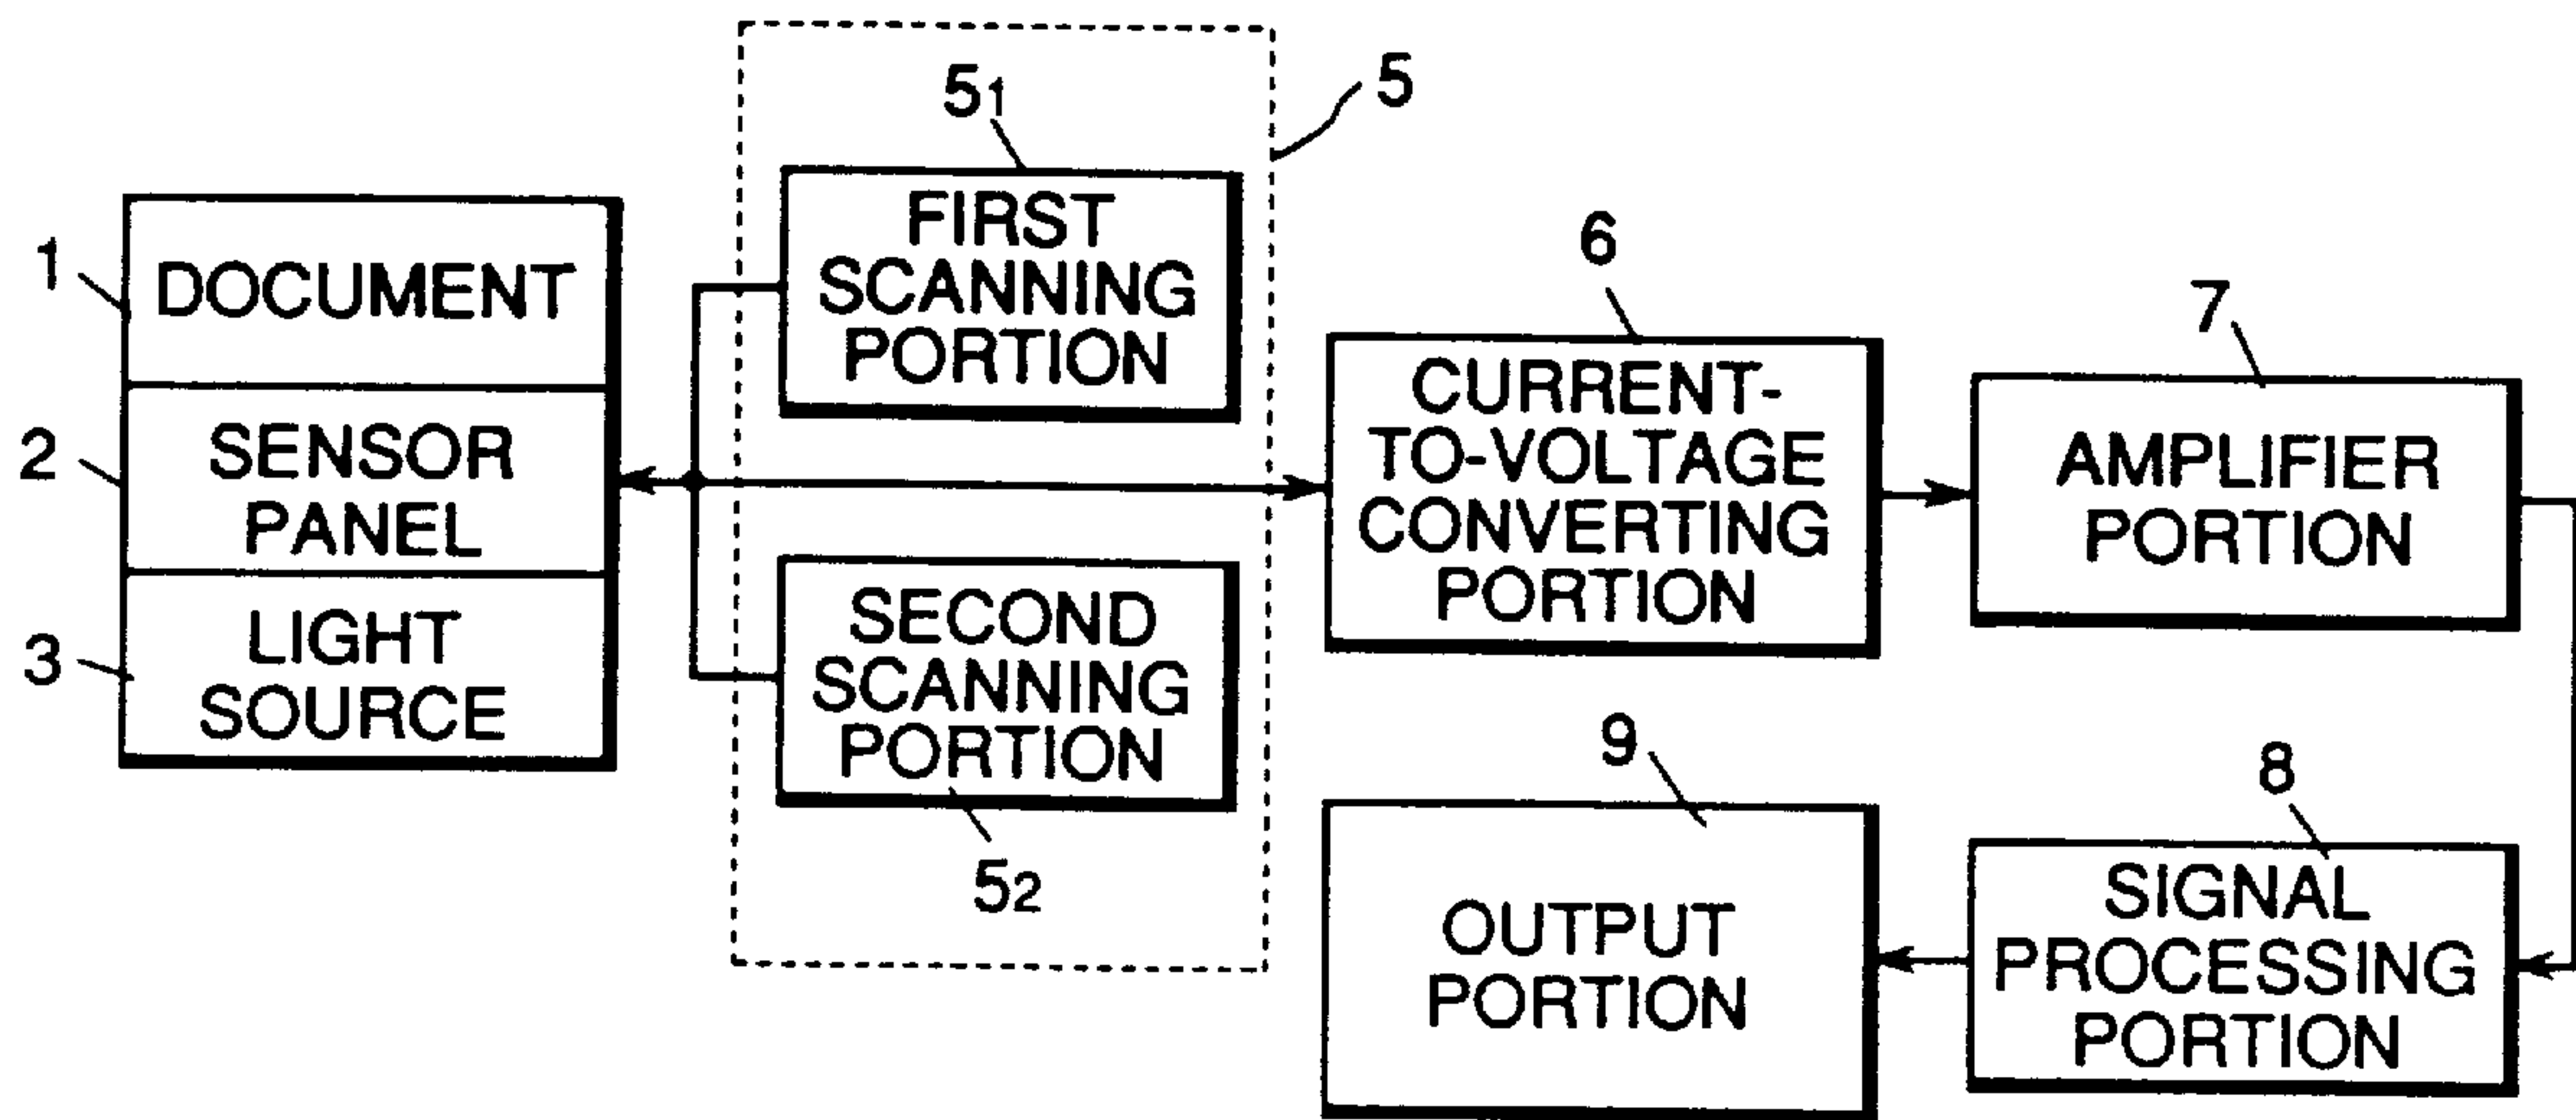 1
DOCUMENT
2
SENSOR
PANEL
3
LIGHT
SOURCE
5
51
FIRST
SCANNING
PORTION
SECOND
SCANNING
PORTION
52
6
CURRENT-
TO-VOLTAGE
CONVERTING
PORTION
7
AMPLIFIER
PORTION
8
SIGNAL
PROCESSING
PORTION
9
OUTPUT
PORTION